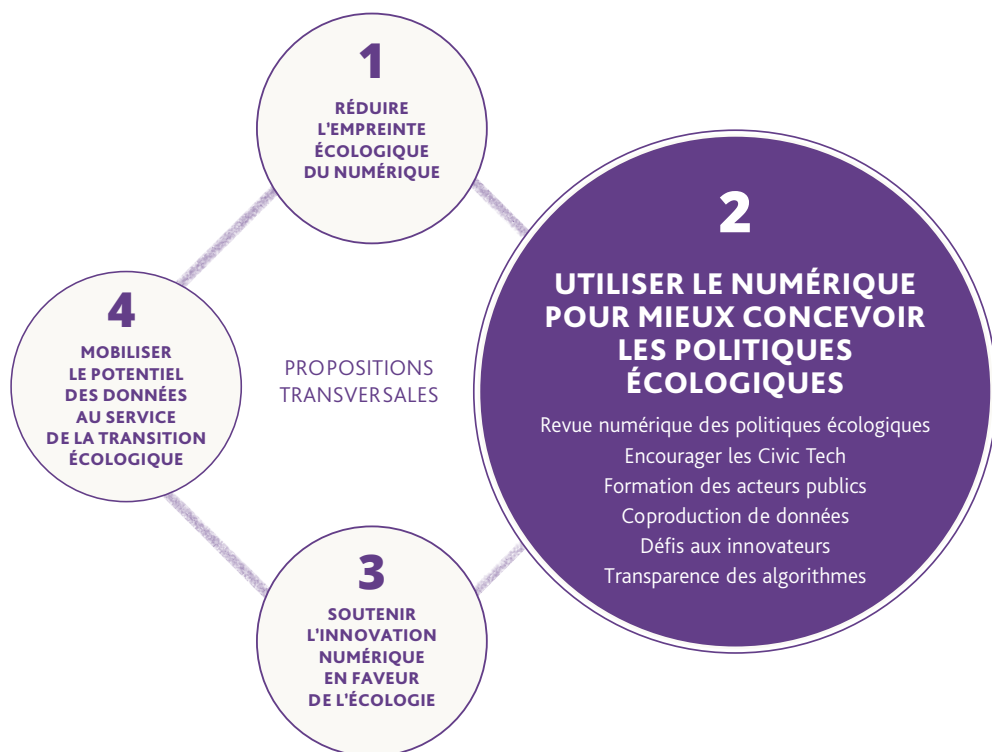 1
RÉDUIRE
L'EMPREINTE
ÉCOLOGIQUE
DU NUMÉRIQUE
2
UTILISER LE NUMÉRIQUE
POUR MIEUX CONCEVOIR
LES POLITIQUES
ÉCOLOGIQUES
Revue numérique des politiques écologiques
Encourager les Civic Tech
Formation des acteurs publics
Coproduction de données
Défis aux innovateurs
Transparence des algorithmes
3
SOUTENIR
L'INNOVATION
NUMÉRIQUE
EN FAVEUR
DE L'ÉCOLOGIE
4
MOBILISER
LE POTENTIEL
DES DONNÉES
AU SERVICE
DE LA TRANSITION
ÉCOLOGIQUE
PROPOSITIONS
TRANSVERSALES